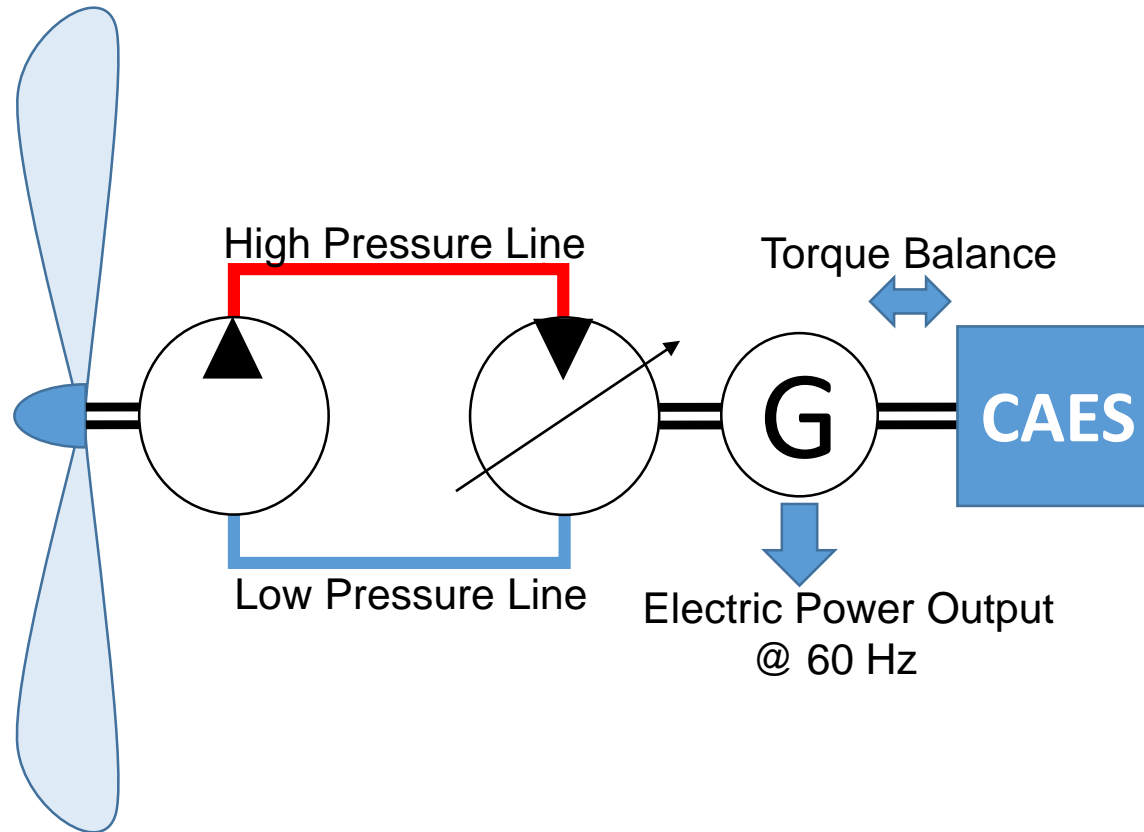 High Pressure Line
Torque Balance
G
CAES
Low Pressure Line
Electric Power Output
@ 60 Hz